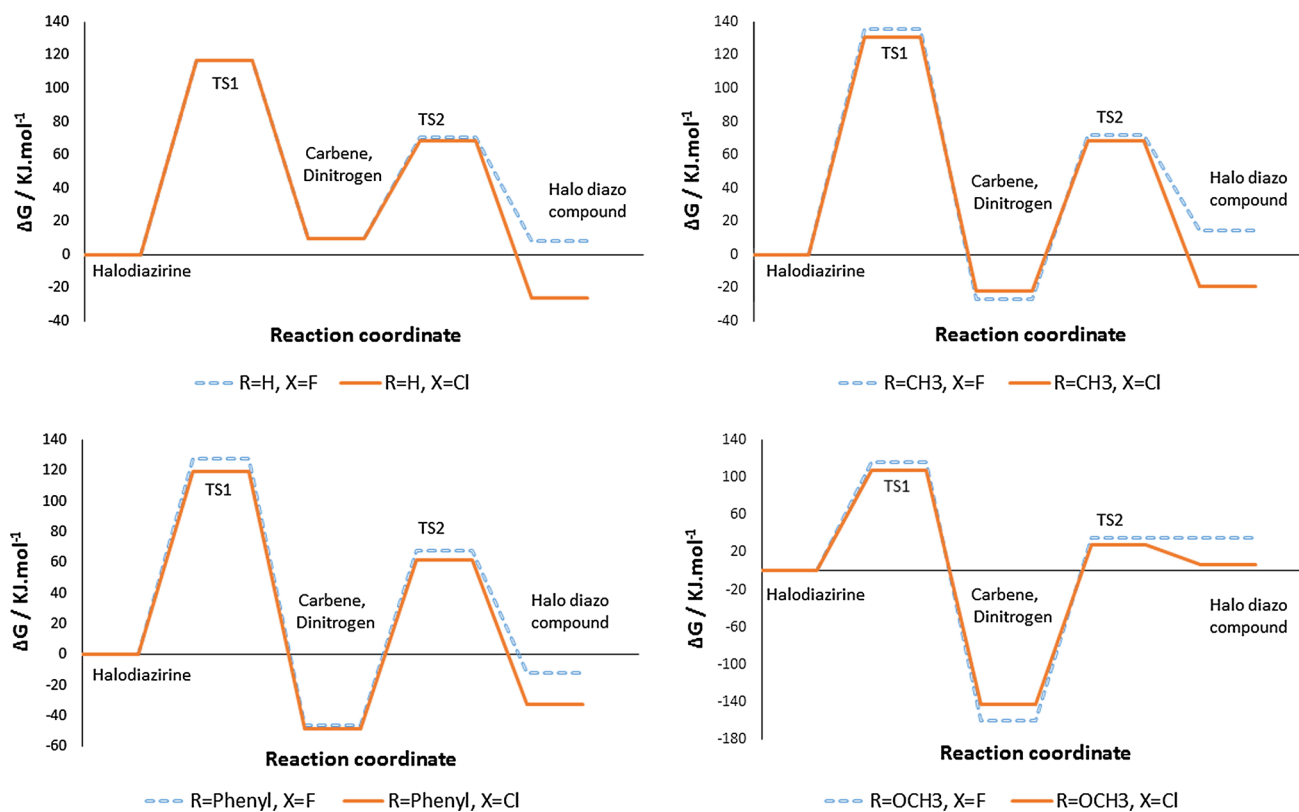 140
120
100
80
60
40
20
0
-20
-40
ΔG / KJ.mol-1
TS1
TS2
Carbene,
Dinitrogen
Halo diazo
compound
Halodiazirine
Reaction coordinate
R=H, X=F R=H, X=Cl
140
120
100
80
60
40
20
0
-20
-40
ΔG / KJ.mol-1
TS1
TS2
Carbene,
Dinitrogen
Halo diazo
compound
Halodiazirine
Reaction coordinate
R=CH3, X=F R=CH3, X=Cl
140
120
100
80
60
40
20
0
-20
-40
-60
ΔG / KJ.mol-1
TS1
TS2
Carbene,
Dinitrogen
Halo diazo
compound
Halodiazirine
Reaction coordinate
R=Phenyl, X=F R=Phenyl, X=Cl
140
100
60
20
-20
-60
-100
-140
-180
ΔG / KJ.mol-1
TS1
TS2
Halodiazirine
Carbene,
Dinitrogen
Halo diazo
compound
Reaction coordinate
R=OCH3, X=F R=OCH3, X=Cl